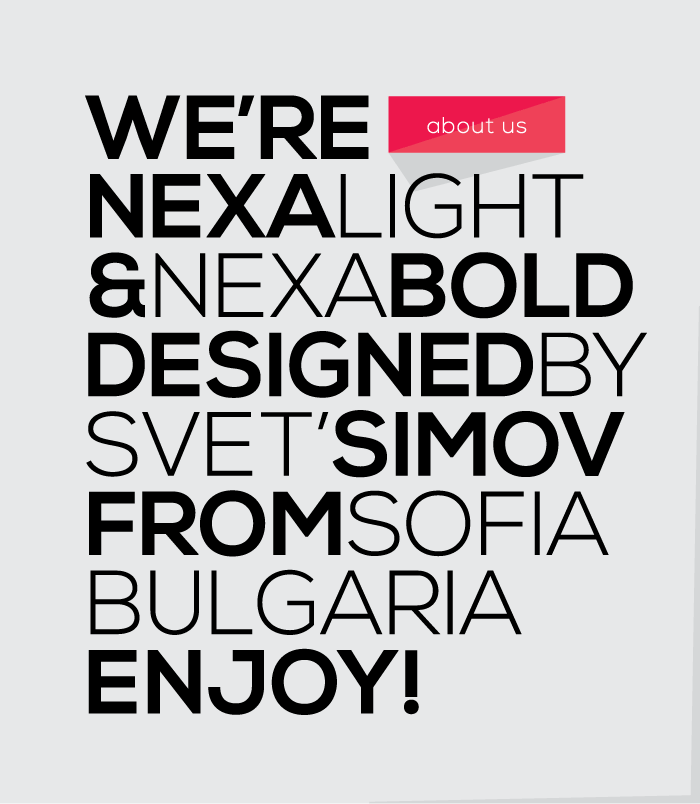 WE'RE about us
NEXALIGHT
&NEXABOLD
DESIGNEDBY
SVET'SIMOV
FROMSOFIA
BULGARIA
ENJOY!